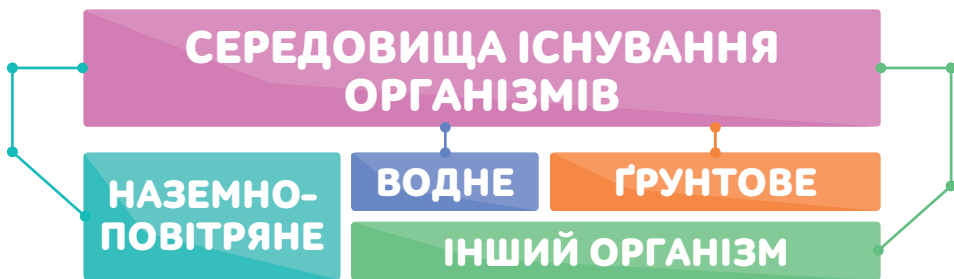 СЕРЕДОВИЩА ІСНУВАННЯ
ОРГАНІЗМІВ
НАЗЕМНО-
ПОВІТРЯНЕ
ВОДНЕ
ҐРУНТОВЕ
ІНШИЙ ОРГАНІЗМ